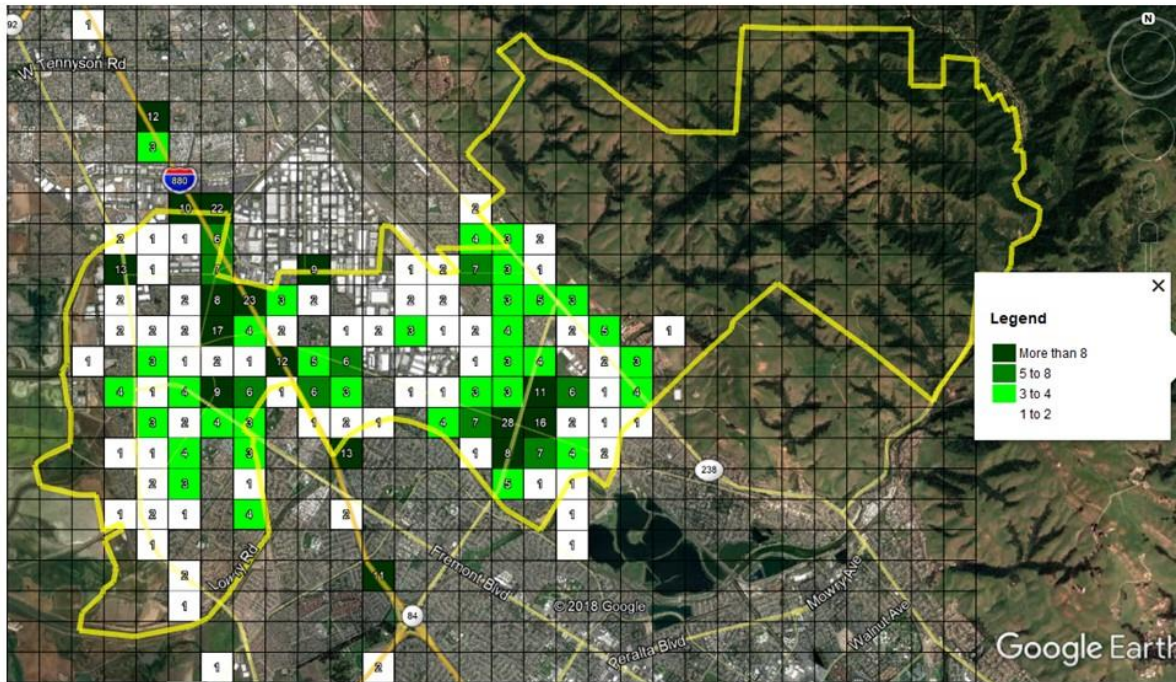 92 1 N
W Tennyson Rd
12
3
880
10 22 2
2 1 1 6 4 3 2
13 1 7 9 1 2 7 3 1
2 2 8 23 3 2 2 2 3 5 3
2 2 2 17 4 2 1 2 3 1 2 4 2 5 1
1 3 1 2 1 12 5 6 1 3 4 2 3
4 1 4 9 6 1 6 3 1 1 3 3 11 6 1 4
3 2 4 3 1 2 1 4 7 28 16 2 1 1
1 1 4 3 13 1 8 7 4 2
238
2 3 1 5 1 1
1 2 1 4 2 1
1 1
2
1
1 2
Legend
More than 8
5 to 8
3 to 4
1 to 2
Lowry Rd
Fremont Blvd
84
© 2018 Google
Mowry Ave
Peralta Blvd
Walnut Ave
Google Earth